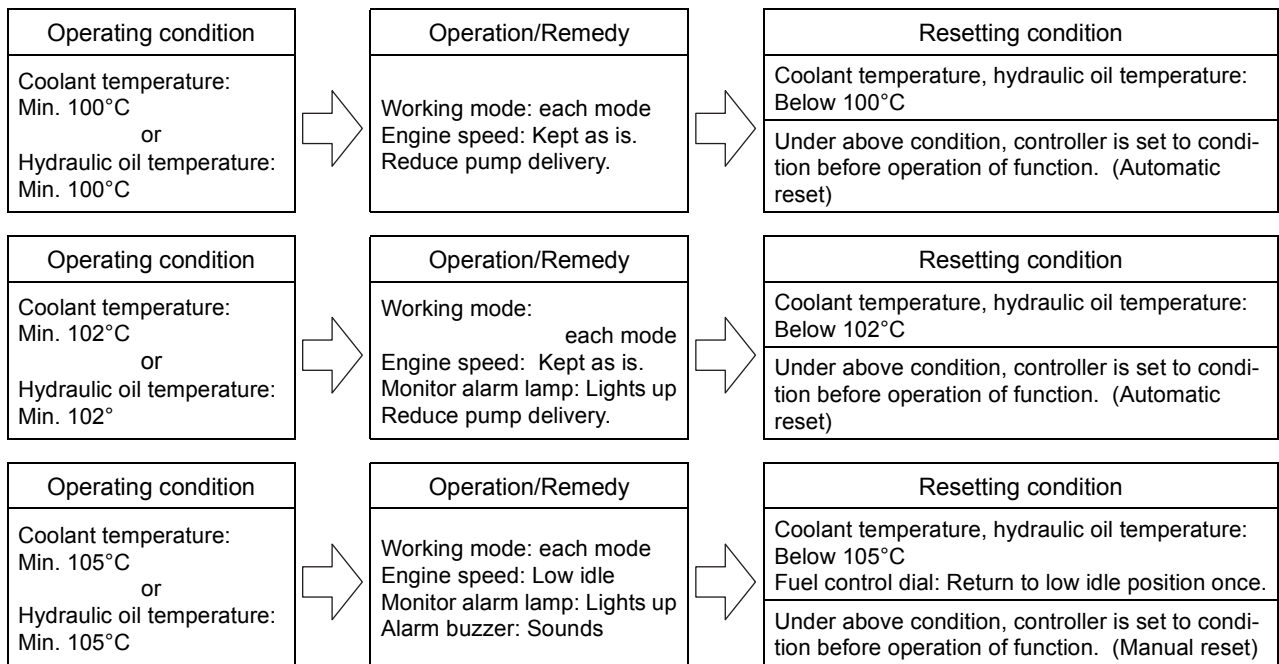 Operating condition
Coolant temperature:
Min. 100°C
or
Hydraulic oil temperature:
Min. 100°C
Operation/Remedy
Working mode: each mode
Engine speed: Kept as is.
Reduce pump delivery.
Resetting condition
Coolant temperature, hydraulic oil temperature:
Below 100°C
Under above condition, controller is set to condi-
tion before operation of function. (Automatic
reset)
Operating condition
Coolant temperature:
Min. 102°C
or
Hydraulic oil temperature:
Min. 102°
Operation/Remedy
Working mode:
each mode
Engine speed: Kept as is.
Monitor alarm lamp: Lights up
Reduce pump delivery.
Resetting condition
Coolant temperature, hydraulic oil temperature:
Below 102°C
Under above condition, controller is set to condi-
tion before operation of function. (Automatic
reset)
Operating condition
Coolant temperature:
Min. 105°C
or
Hydraulic oil temperature:
Min. 105°C
Operation/Remedy
Working mode: each mode
Engine speed: Low idle
Monitor alarm lamp: Lights up
Alarm buzzer: Sounds
Resetting condition
Coolant temperature, hydraulic oil temperature:
Below 105°C
Fuel control dial: Return to low idle position once.
Under above condition, controller is set to condi-
tion before operation of function. (Manual reset)